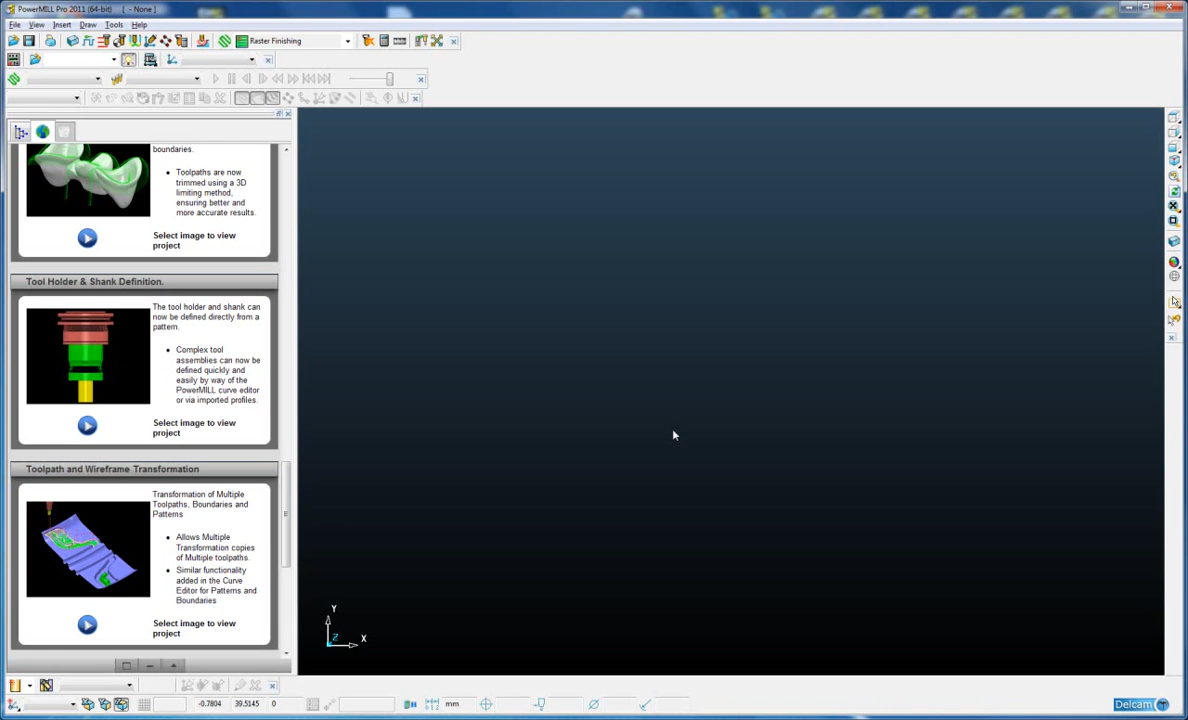 PowerMILL Pro 2011 (64-bit)    [ - None ]
File View Insert Draw Tools Help
Raster Finishing
boundaries.
Toolpaths are now
trimmed using a 3D
limiting method,
ensuring better and
more accurate results.
Select image to view
project
Tool Holder & Shank Definition.
The tool holder and shank can
now be defined directly from a
pattern.
Complex tool
assemblies can now be
defined quickly and
easily by way of the
PowerMILL curve editor
or via imported profiles.
Select image to view
project
Toolpath and Wireframe Transformation
Transformation of Multiple
Toolpaths, Boundaries and
Patterns
Allows Multiple
Transformation copies
of Multiple toolpaths.
Similar functionality
added in the Curve
Editor for Patterns and
Boundaries
Select image to view
project
Y
Z
X
-0.7804 39.5145 0 mm
Delcam